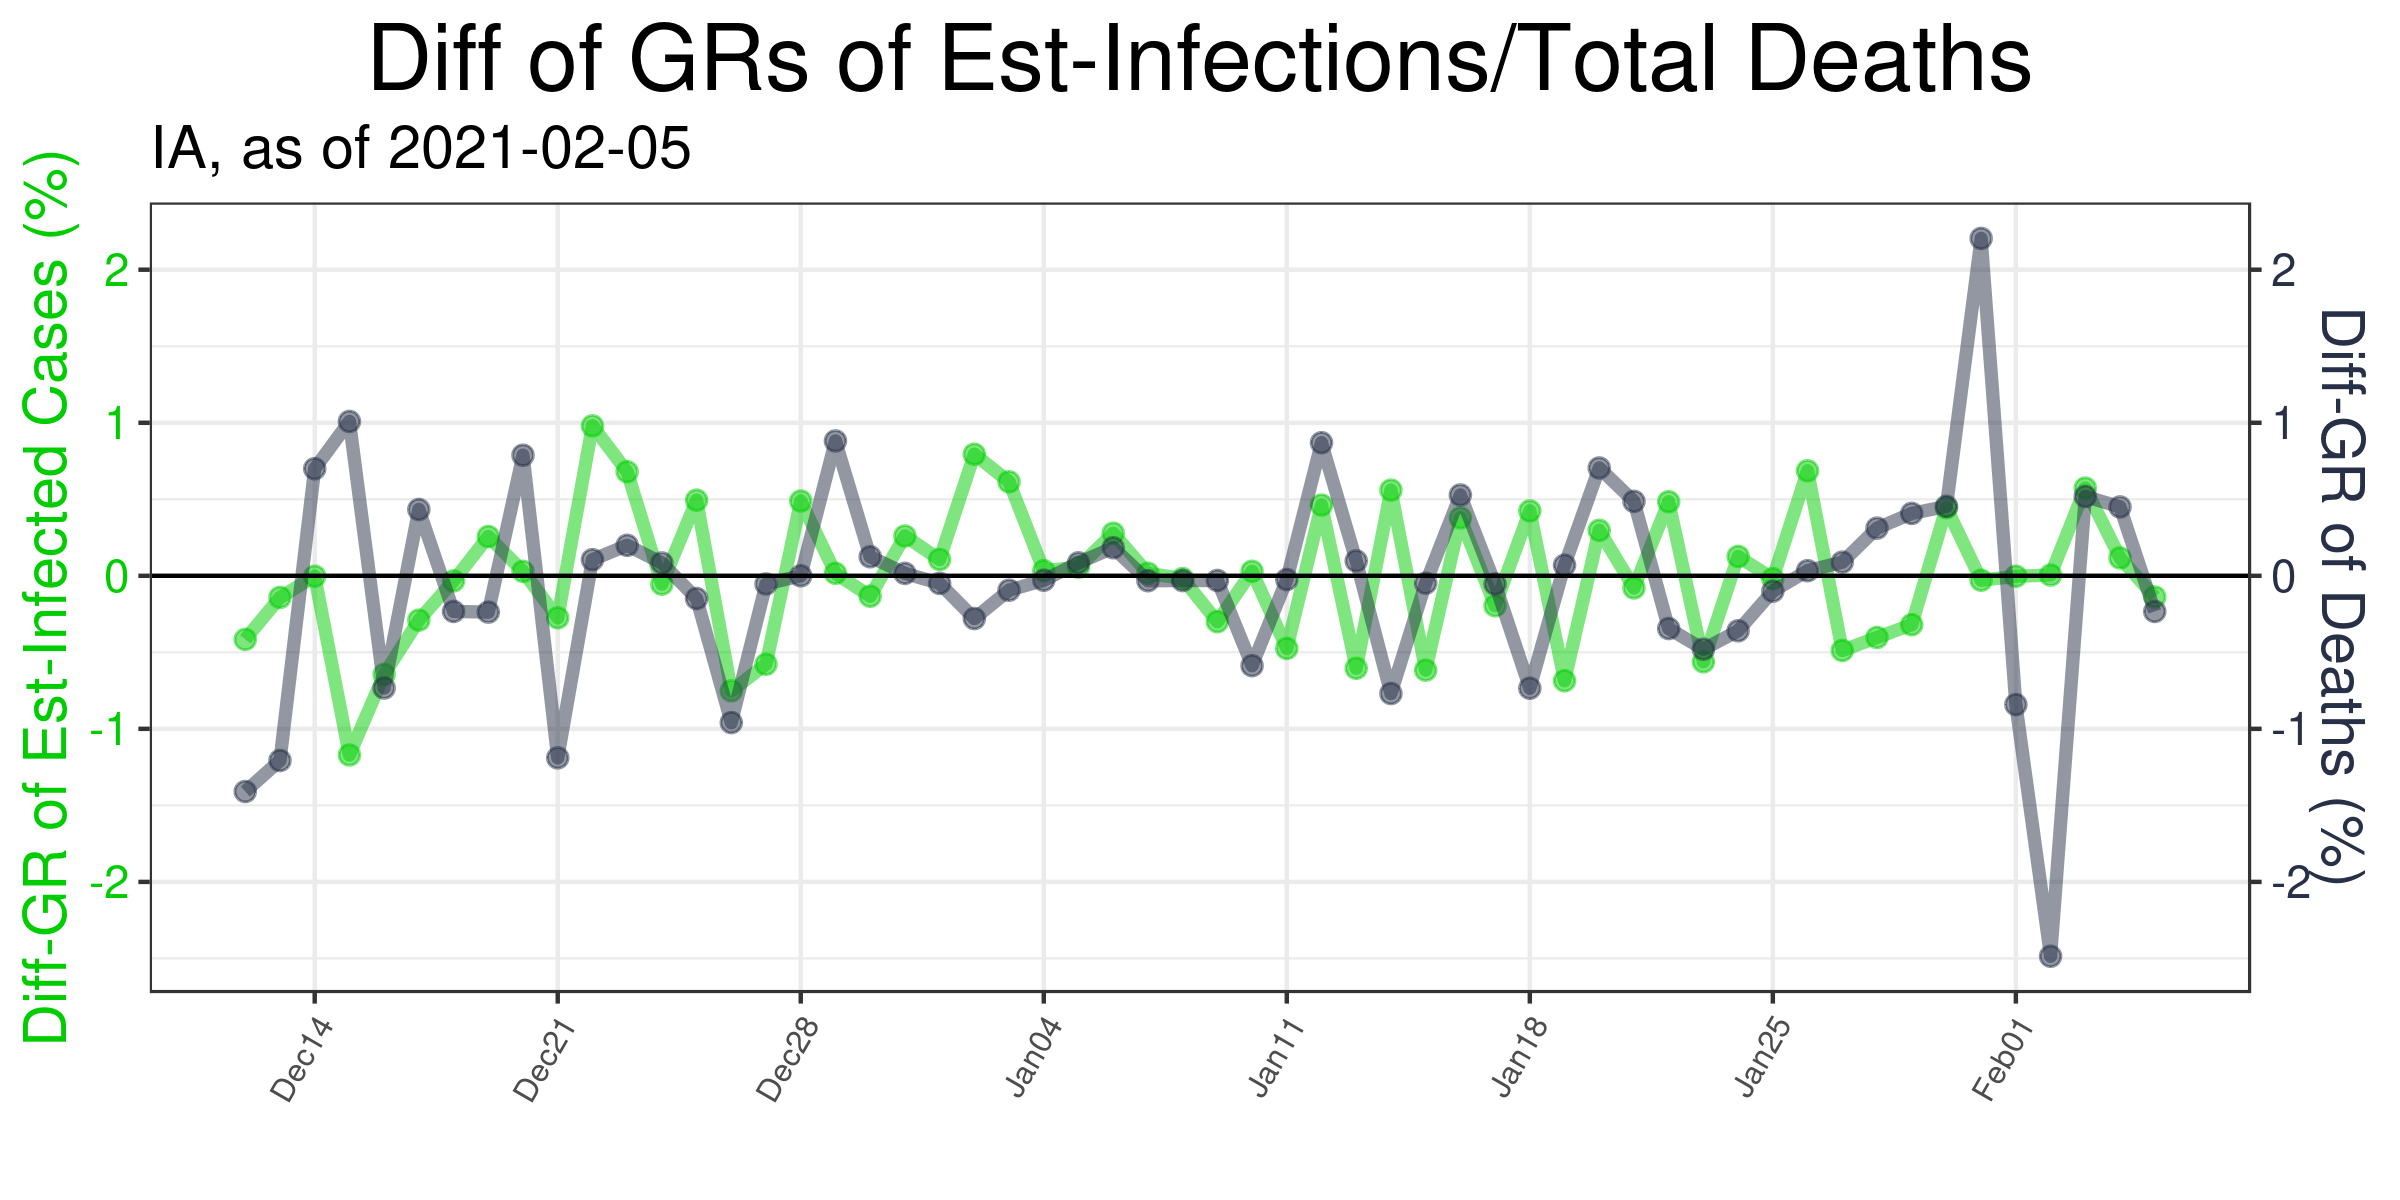 Diff of GRs of Est-Infections/Total Deaths
IA, as of 2021-02-05
Diff-GR of Est-Infected Cases (%)
2
1
0
-1
-2
2
1
0
-1
-2
Diff-GR of Deaths (%)
Dec14
Dec21
Dec28
Jan04
Jan11
Jan18
Jan25
Feb01